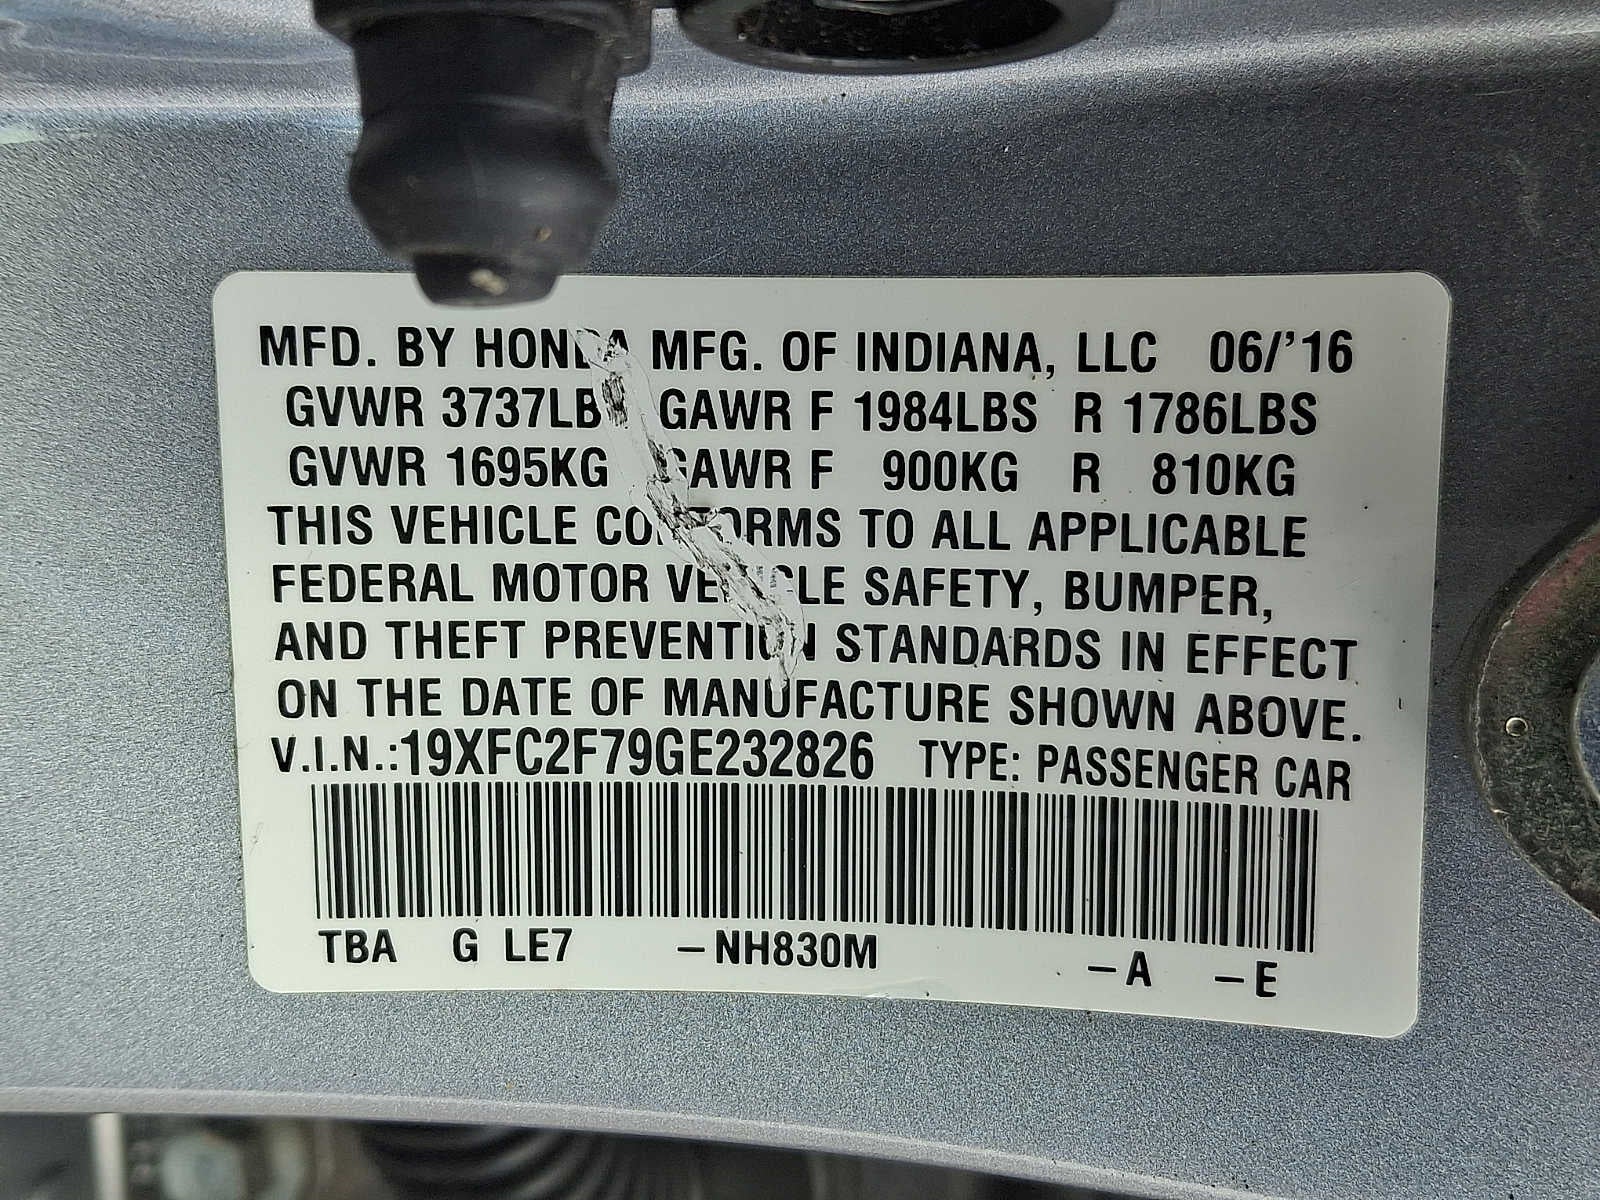 MFD. BY HONDA MFG. OF INDIANA, LLC 06/'16
GVWR 3737LB GAWR F 1984LBS R 1786LBS
GVWR 1695KG GAWR F 900KG R 810KG
THIS VEHICLE CONFORMS TO ALL APPLICABLE
FEDERAL MOTOR VEHICLE SAFETY, BUMPER,
AND THEFT PREVENTION STANDARDS IN EFFECT
ON THE DATE OF MANUFACTURE SHOWN ABOVE.
V.I.N.:19XFC2F79GE232826 TYPE: PASSENGER CAR
TBA G LE7 –NH830M –A –E